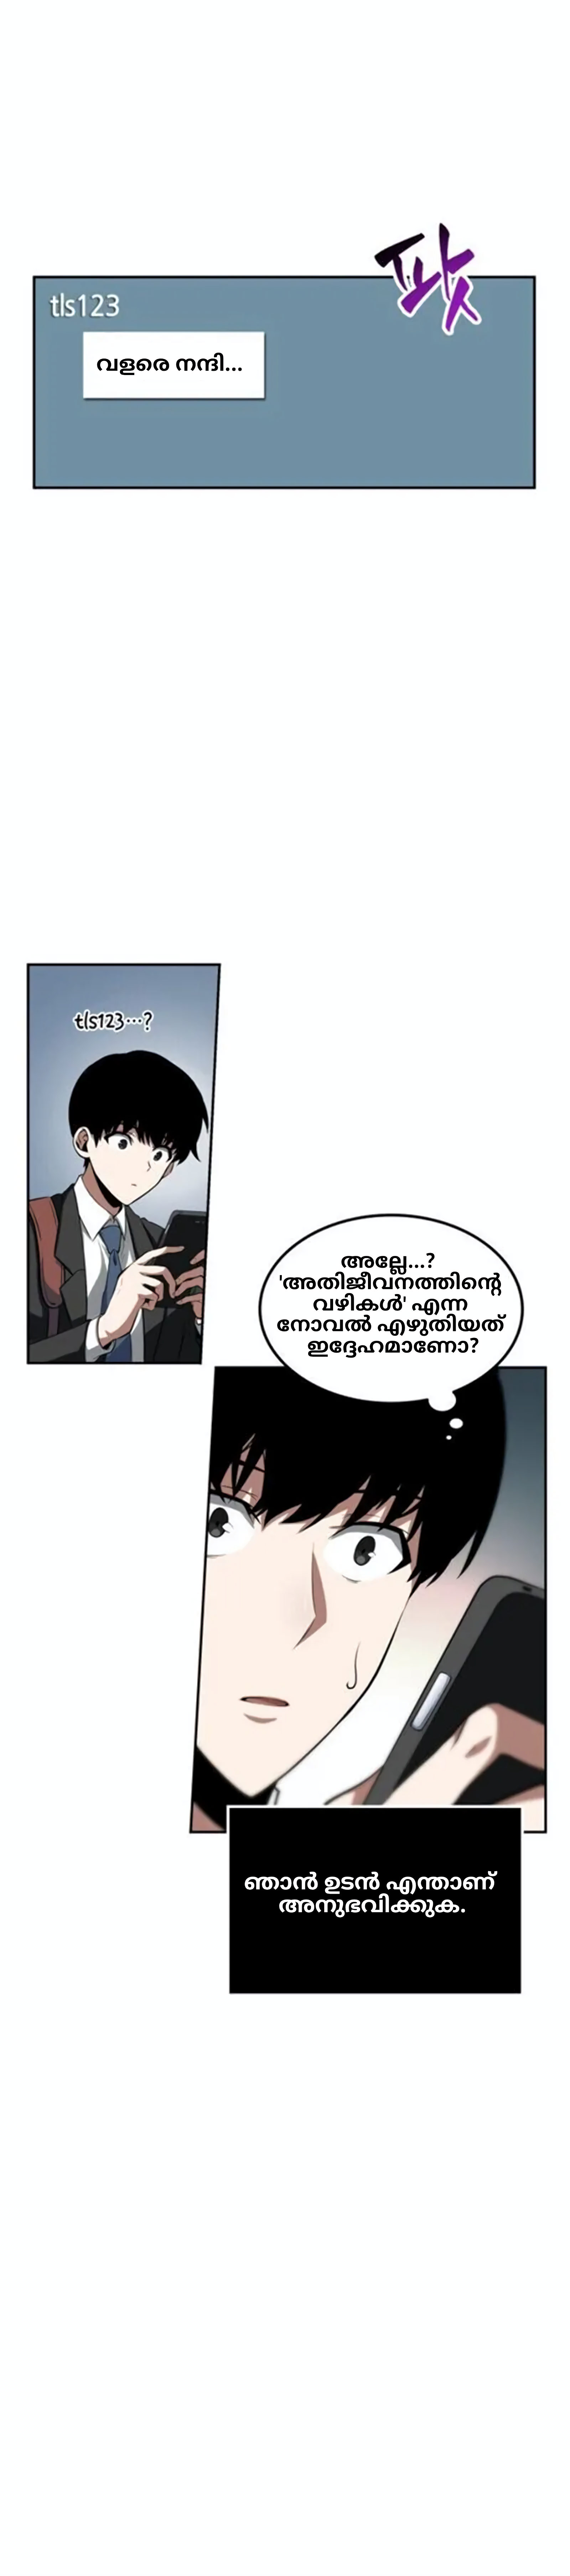 팟
tls123
വളരെ നന്ദി...
tls123...?
അല്ലേ...?
'അതിജീവനത്തിന്റെ
വഴികൾ' എന്ന
നോവൽ എഴുതിയത്
ഇദ്ദേഹമാണോ?
ഞാൻ ഉടൻ എന്താണ്
അനുഭവിക്കുക.